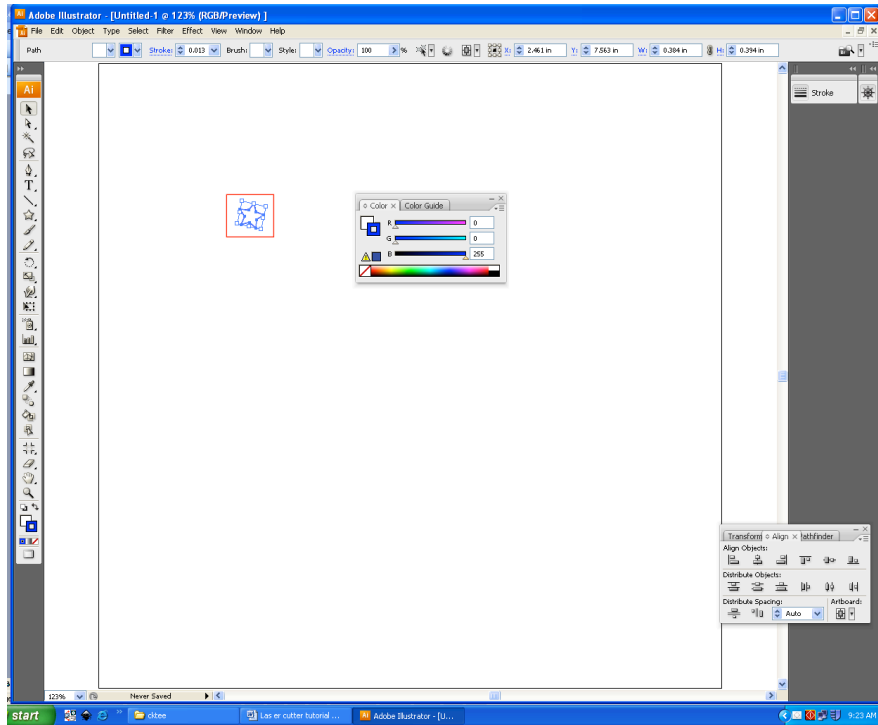 Adobe Illustrator - [Untitled-1 @ 123% (RGB/Preview) ]
File Edit Object Type Select Filter Effect View Window Help
Path Stroke: 0.013 Brush: Style: Opacity: 100 % X: 2.461 in Y: 7.563 in W: 0.384 in H: 0.394 in
Ai
Stroke
Color × Color Guide
R 0
G 0
B 255
T
Transform Align × Pathfinder
Align Objects:
Distribute Objects:
Distribute Spacing: Artboard:
Auto
123% Never Saved
start cktee Las er cutter tutorial ... Adobe Illustrator - [U... 9:23 AM